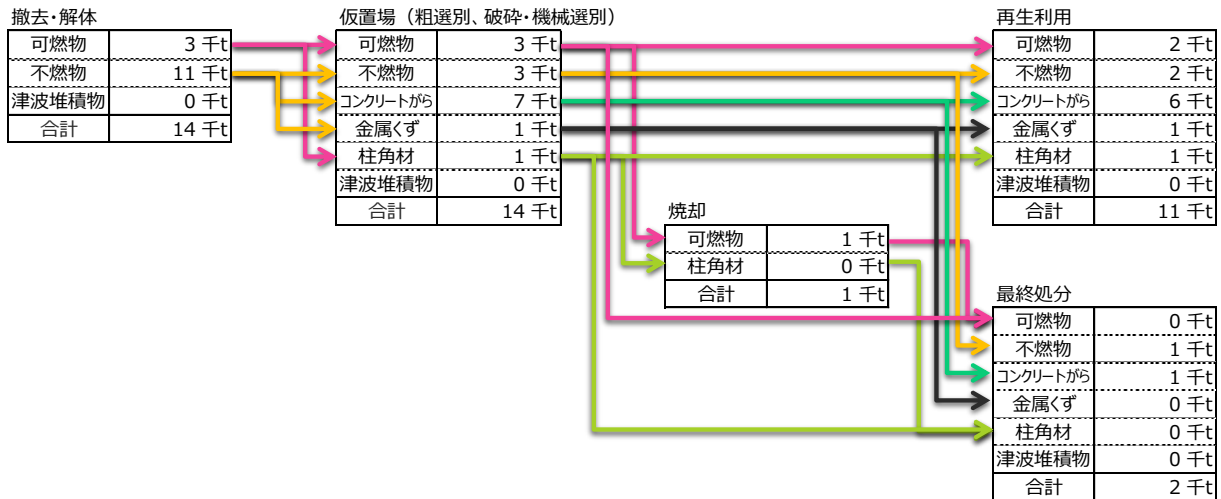 撤去・解体
可燃物 3 千t
不燃物 11 千t
津波堆積物 0 千t
合計 14 千t
仮置場（粗選別、破砕・機械選別）
可燃物 3 千t
不燃物 3 千t
コンクリートがら 7 千t
金属くず 1 千t
柱角材 1 千t
津波堆積物 0 千t
合計 14 千t
焼却
可燃物 1 千t
柱角材 0 千t
合計 1 千t
再生利用
可燃物 2 千t
不燃物 2 千t
コンクリートがら 6 千t
金属くず 1 千t
柱角材 1 千t
津波堆積物 0 千t
合計 11 千t
最終処分
可燃物 0 千t
不燃物 1 千t
コンクリートがら 1 千t
金属くず 0 千t
柱角材 0 千t
津波堆積物 0 千t
合計 2 千t